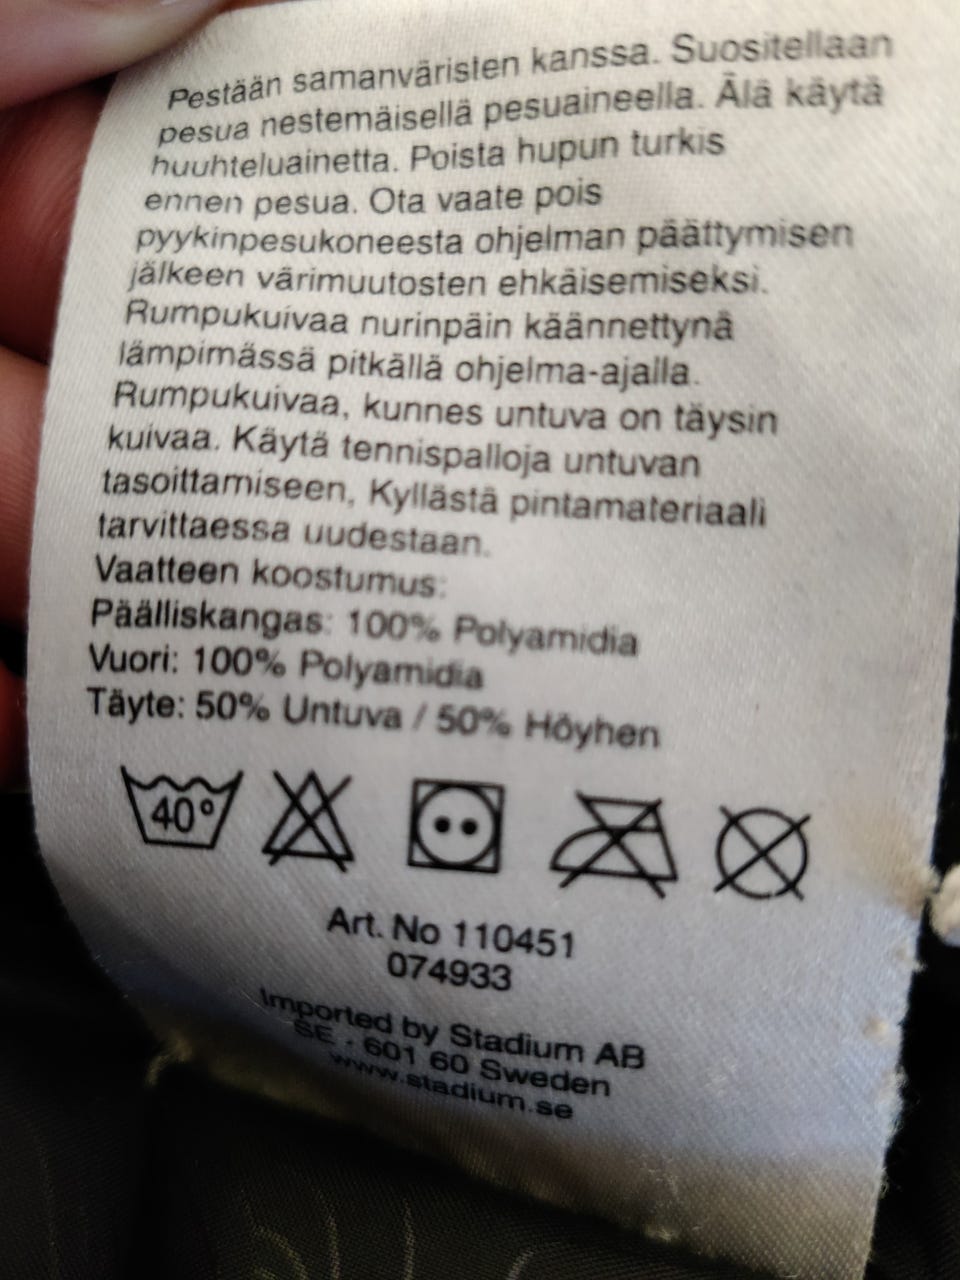 Pestään samanväristen kanssa. Suositellaan
pesua nestemäisellä pesuaineella. Älä käytä
huuhteluainetta. Poista hupun turkis
ennen pesua. Ota vaate pois
pyykinpesukoneesta ohjelman päättymisen
jälkeen värimuutosten ehkäisemiseksi.
Rumpukuivaa nurinpäin käännettynä
lämpimässä pitkällä ohjelma-ajalla.
Rumpukuivaa, kunnes untuva on täysin
kuivaa. Käytä tennispalloja untuvan
tasoittamiseen, Kyllästä pintamateriaali
tarvittaessa uudestaan.
Vaatteen koostumus:
Päälliskangas: 100% Polyamidia
Vuori: 100% Polyamidia
Täyte: 50% Untuva / 50% Höyhen
40°
Art. No 110451
074933
Imported by Stadium AB
SE - 601 60 Sweden
www.stadium.se